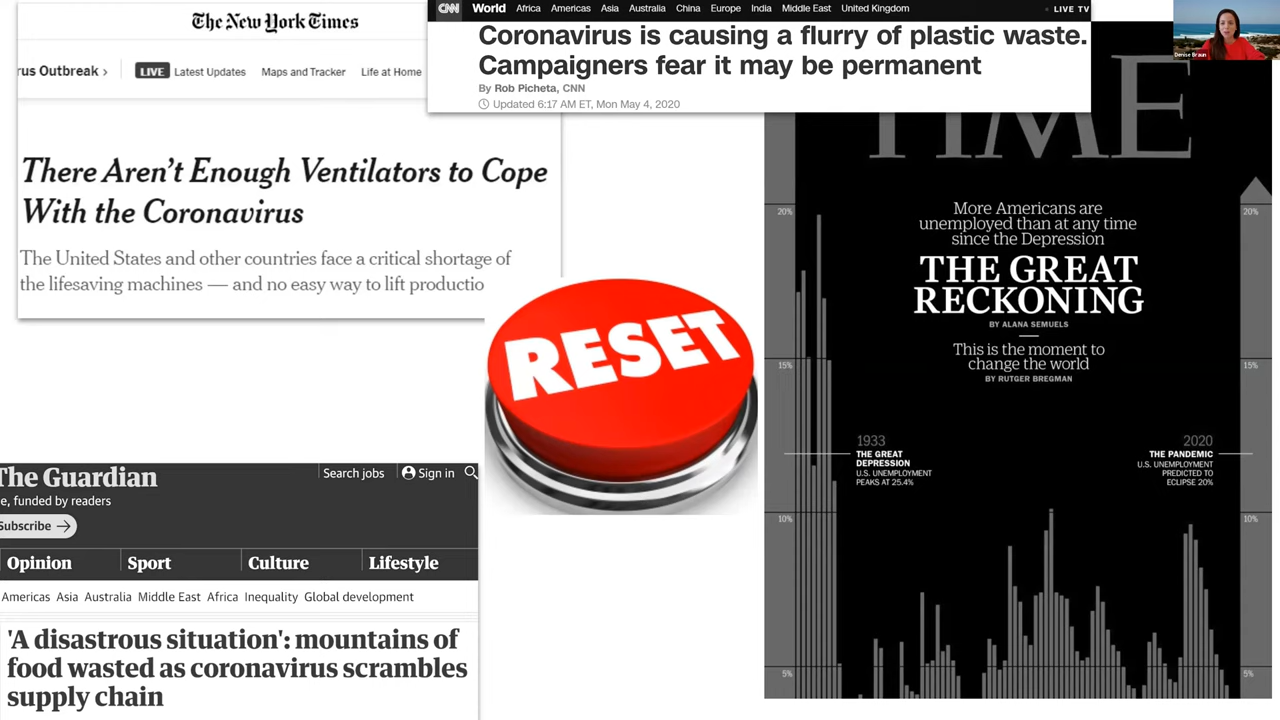 The New York Times
rus Outbreak >
LIVE Latest Updates Maps and Tracker Life at Home
There Aren't Enough Ventilators to Cope
With the Coronavirus
The United States and other countries face a critical shortage of
the lifesaving machines — and no easy way to lift productio
CNN World Africa Americas Asia Australia China Europe India Middle East United Kingdom LIVE TV
Coronavirus is causing a flurry of plastic waste.
Campaigners fear it may be permanent
By Rob Picheta, CNN
Updated 6:17 AM ET, Mon May 4, 2020
Denise Braun
TIME
20% 20%
More Americans are
unemployed than at any time
since the Depression
THE GREAT
RECKONING
BY ALANA SEMUELS
This is the moment to
change the world
BY RUTGER BREGMAN
15% 15%
1933
THE GREAT
DEPRESSION
U.S. UNEMPLOYMENT
PEAKS AT 25.4%
2020
THE PANDEMIC
U.S. UNEMPLOYMENT
PREDICTED TO
ECLIPSE 20%
10% 10%
5% 5%
RESET
The Guardian
Search jobs Sign in
e, funded by readers
Subscribe →
Opinion Sport Culture Lifestyle
Americas Asia Australia Middle East Africa Inequality Global development
'A disastrous situation': mountains of
food wasted as coronavirus scrambles
supply chain